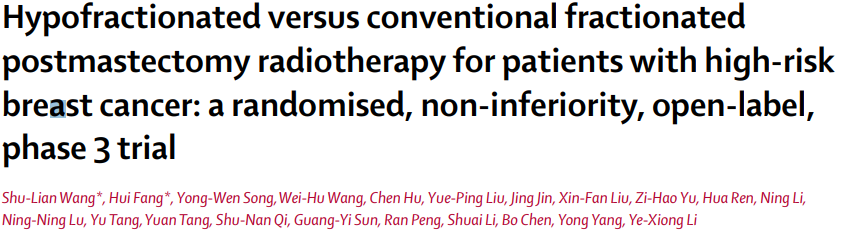 Hypofractionated versus conventional fractionated
postmastectomy radiotherapy for patients with high-risk
breast cancer: a randomised, non-inferiority, open-label,
phase 3 trial
Shu-Lian Wang*, Hui Fang*, Yong-Wen Song, Wei-Hu Wang, Chen Hu, Yue-Ping Liu, Jing Jin, Xin-Fan Liu, Zi-Hao Yu, Hua Ren, Ning Li,
Ning-Ning Lu, Yu Tang, Yuan Tang, Shu-Nan Qi, Guang-Yi Sun, Ran Peng, Shuai Li, Bo Chen, Yong Yang, Ye-Xiong Li